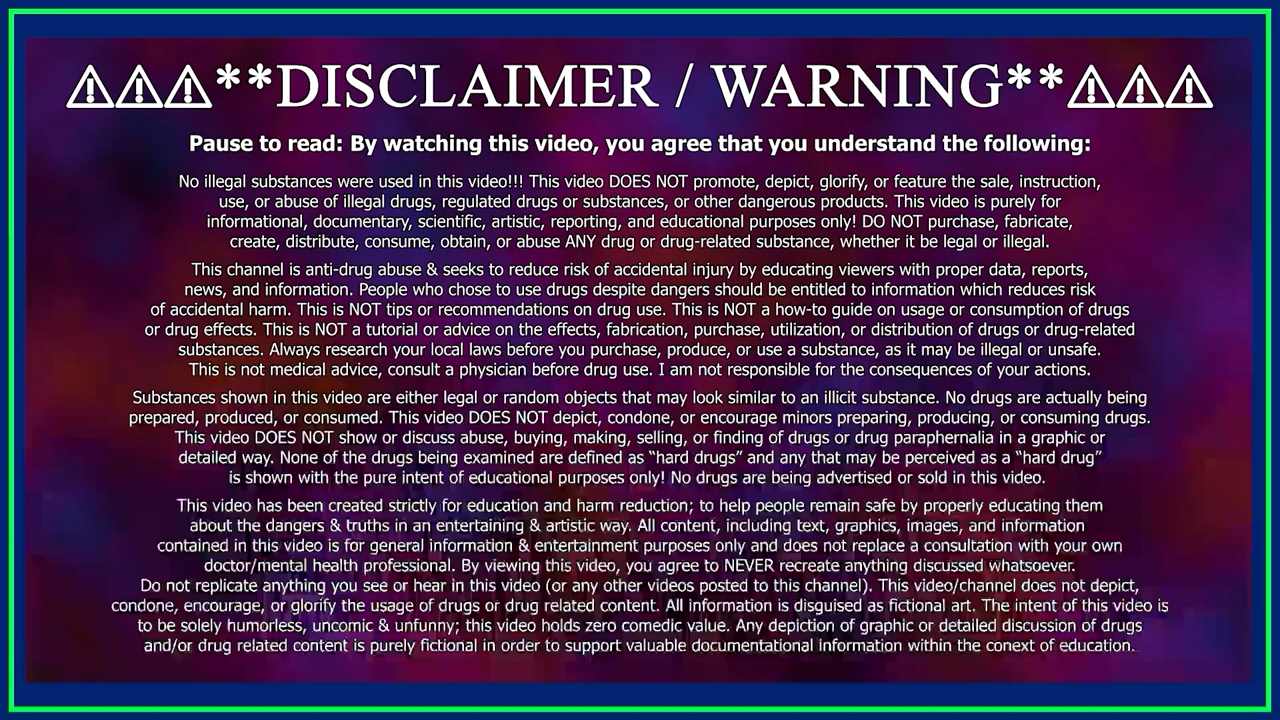 ⚠⚠⚠**DISCLAIMER / WARNING**⚠⚠⚠
Pause to read: By watching this video, you agree that you understand the following:
No illegal substances were used in this video!!! This video DOES NOT promote, depict, glorify, or feature the sale, instruction,
use, or abuse of illegal drugs, regulated drugs or substances, or other dangerous products. This video is purely for
informational, documentary, scientific, artistic, reporting, and educational purposes only! DO NOT purchase, fabricate,
create, distribute, consume, obtain, or abuse ANY drug or drug-related substance, whether it be legal or illegal.
This channel is anti-drug abuse & seeks to reduce risk of accidental injury by educating viewers with proper data, reports,
news, and information. People who chose to use drugs despite dangers should be entitled to information which reduces risk
of accidental harm. This is NOT tips or recommendations on drug use. This is NOT a how-to guide on usage or consumption of drugs
or drug effects. This is NOT a tutorial or advice on the effects, fabrication, purchase, utilization, or distribution of drugs or drug-related
substances. Always research your local laws before you purchase, produce, or use a substance, as it may be illegal or unsafe.
This is not medical advice, consult a physician before drug use. I am not responsible for the consequences of your actions.
Substances shown in this video are either legal or random objects that may look similar to an illicit substance. No drugs are actually being
prepared, produced, or consumed. This video DOES NOT depict, condone, or encourage minors preparing, producing, or consuming drugs.
This video DOES NOT show or discuss abuse, buying, making, selling, or finding of drugs or drug paraphernalia in a graphic or
detailed way. None of the drugs being examined are defined as “hard drugs” and any that may be perceived as a “hard drug”
is shown with the pure intent of educational purposes only! No drugs are being advertised or sold in this video.
This video has been created strictly for education and harm reduction; to help people remain safe by properly educating them
about the dangers & truths in an entertaining & artistic way. All content, including text, graphics, images, and information
contained in this video is for general information & entertainment purposes only and does not replace a consultation with your own
doctor/mental health professional. By viewing this video, you agree to NEVER recreate anything discussed whatsoever.
Do not replicate anything you see or hear in this video (or any other videos posted to this channel). This video/channel does not depict,
condone, encourage, or glorify the usage of drugs or drug related content. All information is disguised as fictional art. The intent of this video is
to be solely humorless, uncomic & unfunny; this video holds zero comedic value. Any depiction of graphic or detailed discussion of drugs
and/or drug related content is purely fictional in order to support valuable documentational information within the conext of education.